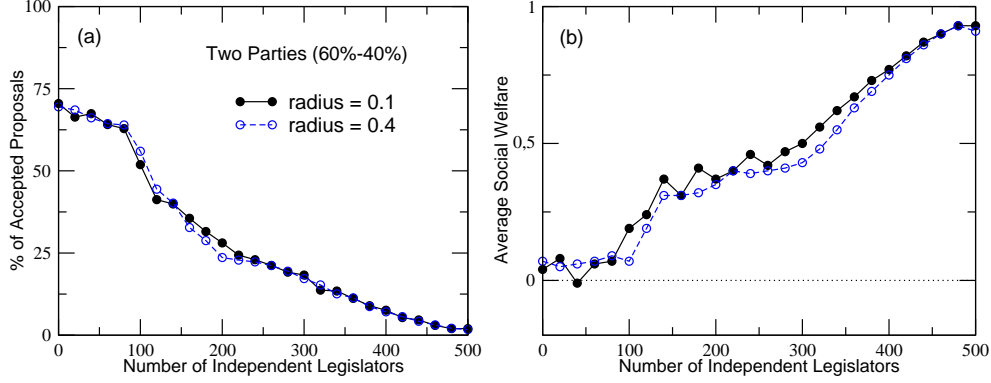 (a)
Two Parties (60%-40%)
radius = 0.1
radius = 0.4
100
75
50
25
0
% of Accepted Proposals
0 100 200 300 400 500
Number of Independent Legislators
(b)
1
0,5
0
Average Social Welfare
0 100 200 300 400 500
Number of Independent Legislators